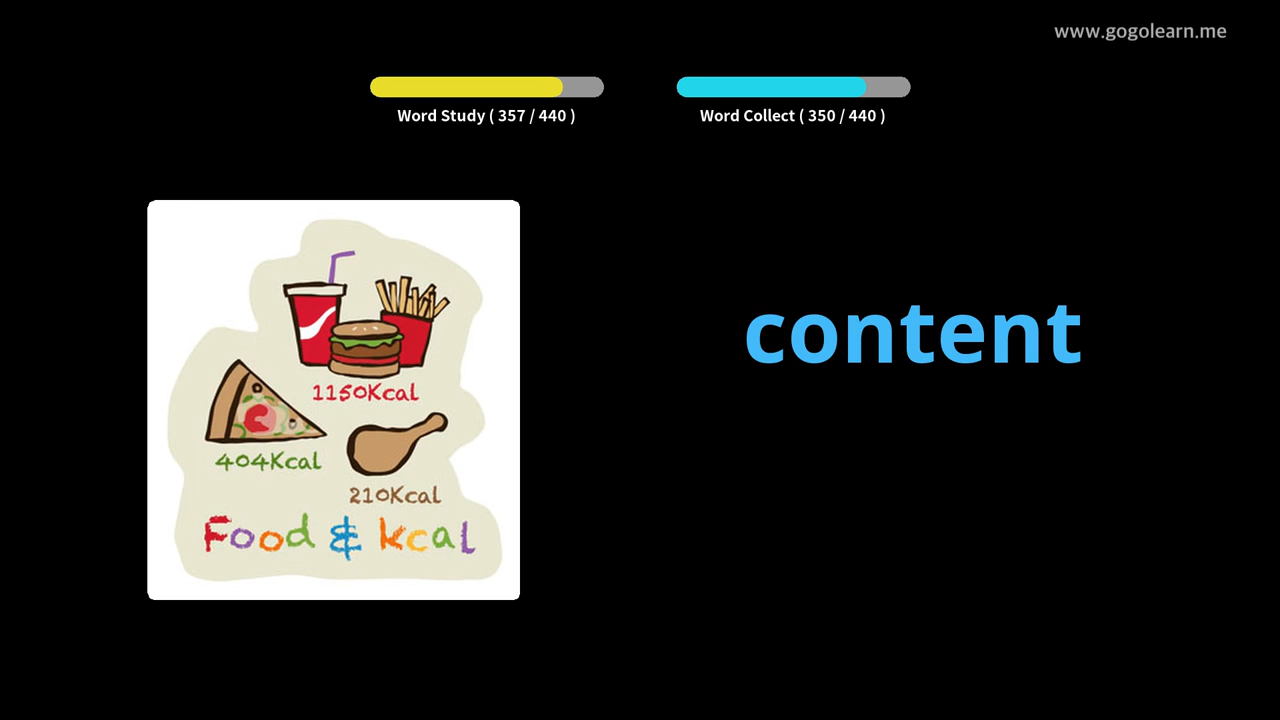 www.gogolearn.me
Word Study ( 357 / 440 )
Word Collect ( 350 / 440 )
1150Kcal
404Kcal
210Kcal
Food & kcal
content